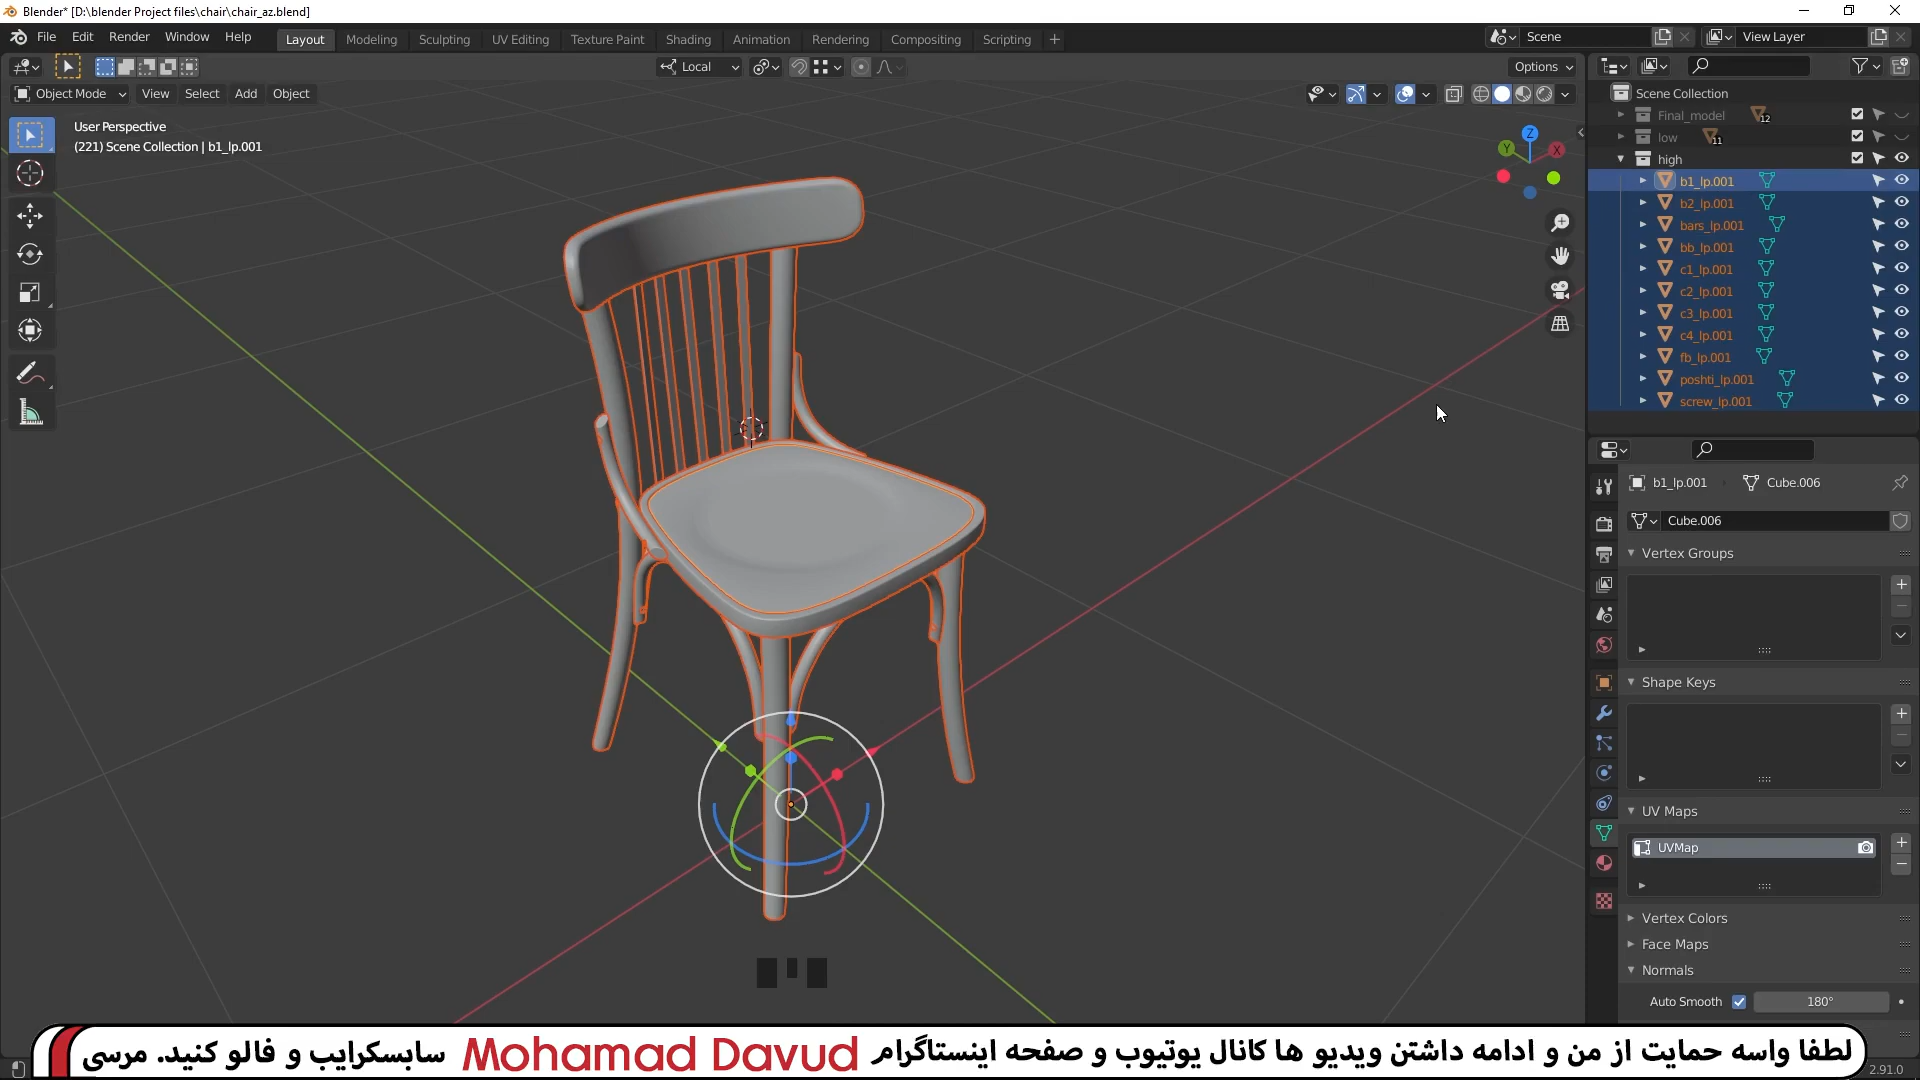 Blender* [D:\blender Project files\chair\chair_az.blend]
File Edit Render Window Help Layout Modeling Sculpting UV Editing Texture Paint Shading Animation Rendering Compositing Scripting + Scene View Layer
Local Options
Object Mode View Select Add Object
User Perspective
(221) Scene Collection | b1_lp.001
Z
Y X
Scene Collection
Final_model 12
low 11
high
b1_lp.001
b2_lp.001
bars_lp.001
bb_lp.001
c1_lp.001
c2_lp.001
c3_lp.001
c4_lp.001
fb_lp.001
poshti_lp.001
screw_lp.001
b1_lp.001 Cube.006
Cube.006
Vertex Groups
Shape Keys
UV Maps
UVMap
Vertex Colors
Face Maps
Normals
Auto Smooth 180°
لطفا واسه حمایت از من و ادامه داشتن ویدیو ها کانال یوتیوب و صفحه اینستاگرام Mohamad Davud سابسکرایب و فالو کنید. مرسی
2.91.0